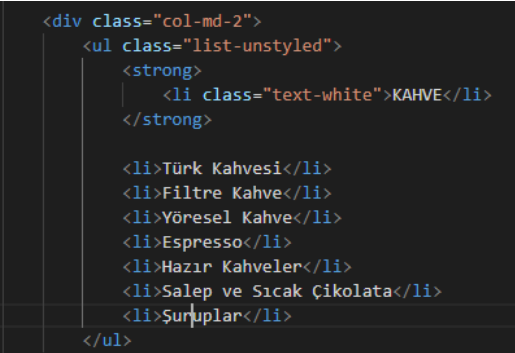 <div class="col-md-2">
<ul class="list-unstyled">
<strong>
<li class="text-white">KAHVE</li>
</strong>
<li>Türk Kahvesi</li>
<li>Filtre Kahve</li>
<li>Yöresel Kahve</li>
<li>Espresso</li>
<li>Hazır Kahveler</li>
<li>Salep ve Sıcak Çikolata</li>
<li>Şuruplar</li>
</ul>